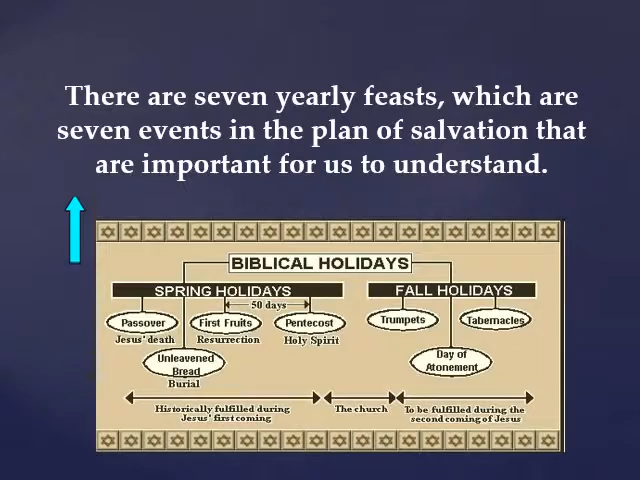 There are seven yearly feasts, which are
seven events in the plan of salvation that
are important for us to understand.
BIBLICAL HOLIDAYS
SPRING HOLIDAYS
FALL HOLIDAYS
50 days
Passover
First Fruits
Pentecost
Trumpets
Tabernacles
Jesus' death
Resurrection
Holy Spirit
Unleavened
Bread
Burial
Day of
Atonement
Historically fulfilled during
Jesus' first coming
The church
To be fulfilled during the
second coming of Jesus